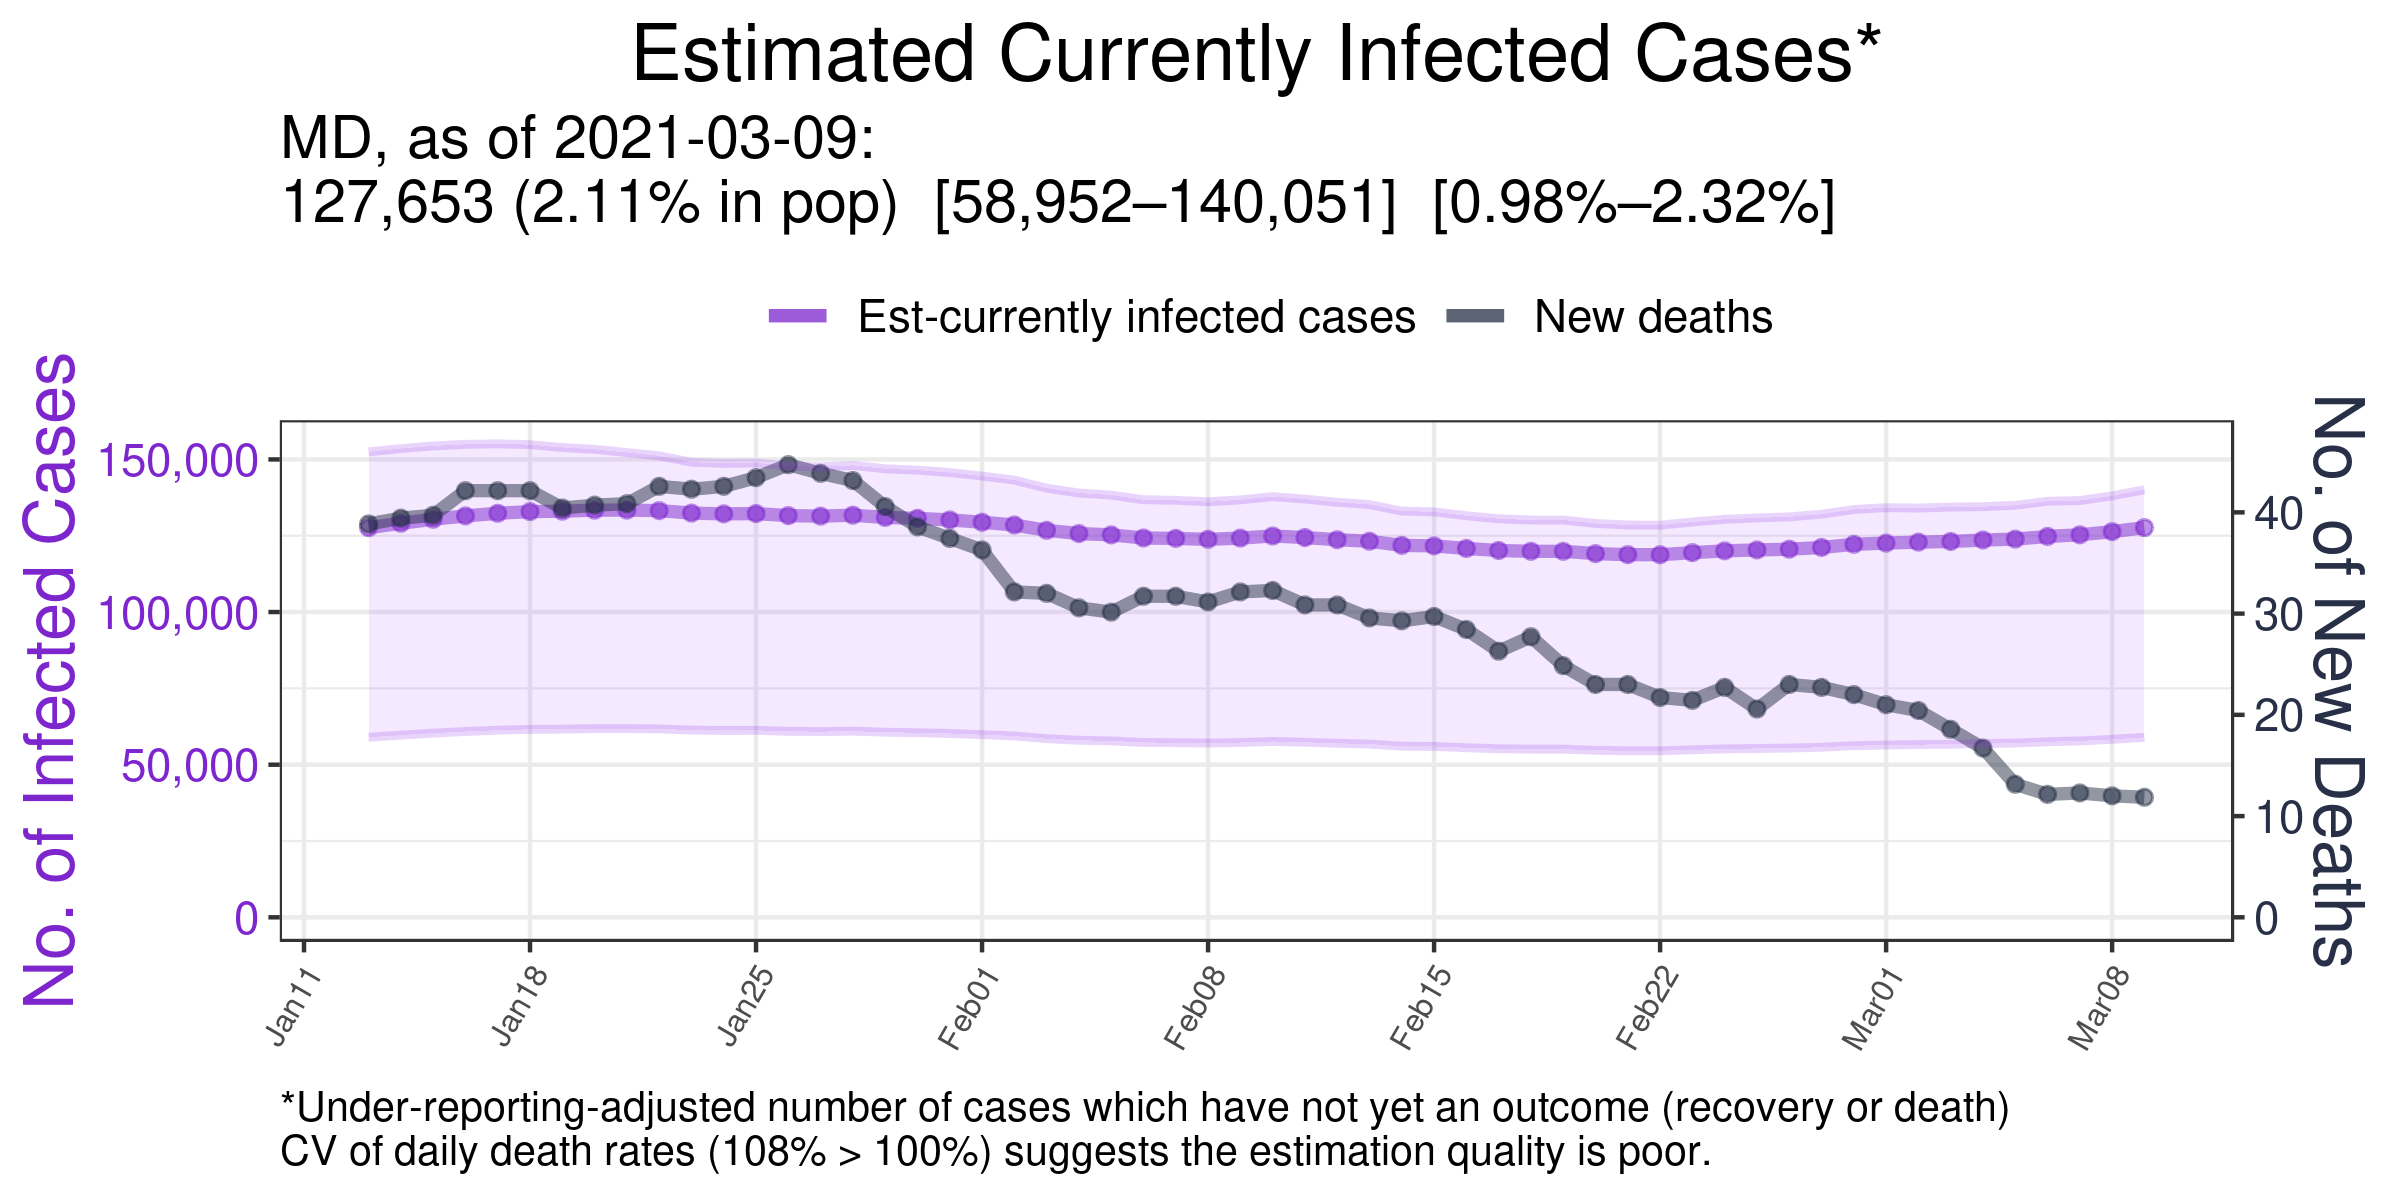 Estimated Currently Infected Cases*
MD, as of 2021-03-09:
127,653 (2.11% in pop)  [58,952–140,051]  [0.98%–2.32%]
Est-currently infected cases
New deaths
No. of Infected Cases
150,000
100,000
50,000
0
No. of New Deaths
40
30
20
10
0
Jan11
Jan18
Jan25
Feb01
Feb08
Feb15
Feb22
Mar01
Mar08
*Under-reporting-adjusted number of cases which have not yet an outcome (recovery or death)
CV of daily death rates (108% > 100%) suggests the estimation quality is poor.